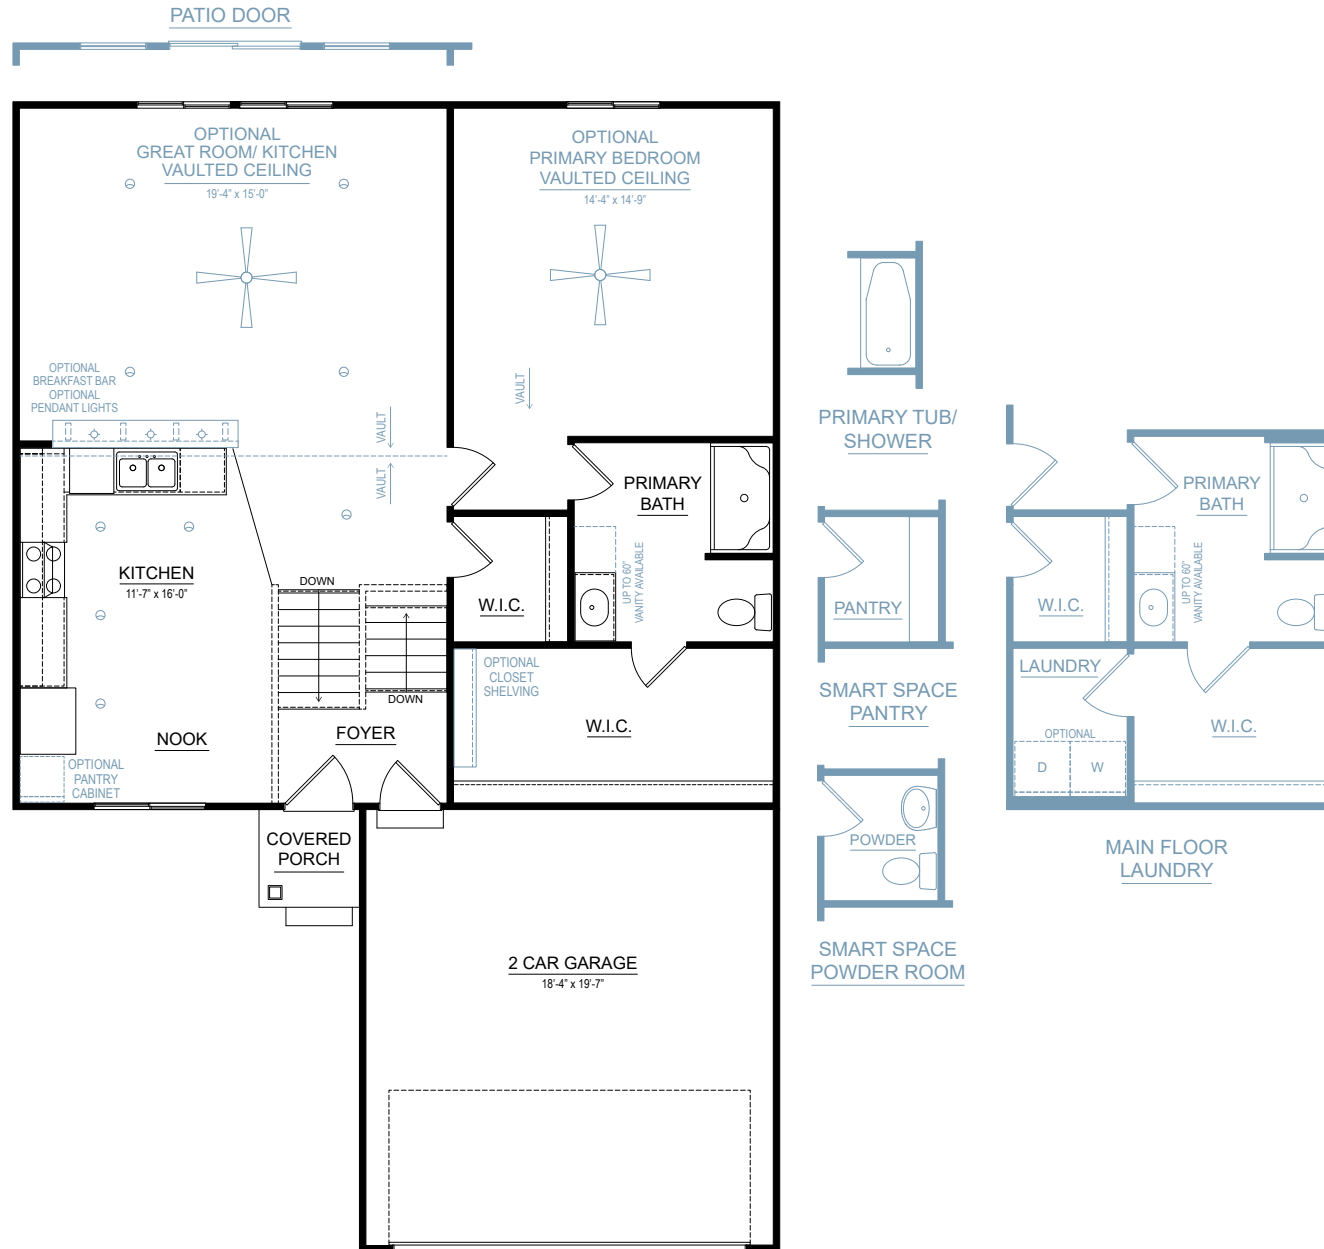 PATIO DOOR
OPTIONAL
GREAT ROOM/ KITCHEN
VAULTED CEILING
19'-4" x 15'-0"
OPTIONAL
PRIMARY BEDROOM
VAULTED CEILING
14'-4" x 14'-9"
OPTIONAL
BREAKFAST BAR
OPTIONAL
PENDANT LIGHTS
VAULT
VAULT
VAULT
KITCHEN
11'-7" x 16'-0"
DOWN
DOWN
PRIMARY
BATH
UP TO 60"
VANITY AVAILABLE
W.I.C.
OPTIONAL
CLOSET
SHELVING
W.I.C.
NOOK
FOYER
OPTIONAL
PANTRY
CABINET
COVERED
PORCH
2 CAR GARAGE
18'-4" x 19'-7"
PRIMARY TUB/
SHOWER
PANTRY
SMART SPACE
PANTRY
POWDER
SMART SPACE
POWDER ROOM
PRIMARY
BATH
UP TO 60"
VANITY AVAILABLE
W.I.C.
LAUNDRY
OPTIONAL
D
W
W.I.C.
MAIN FLOOR
LAUNDRY